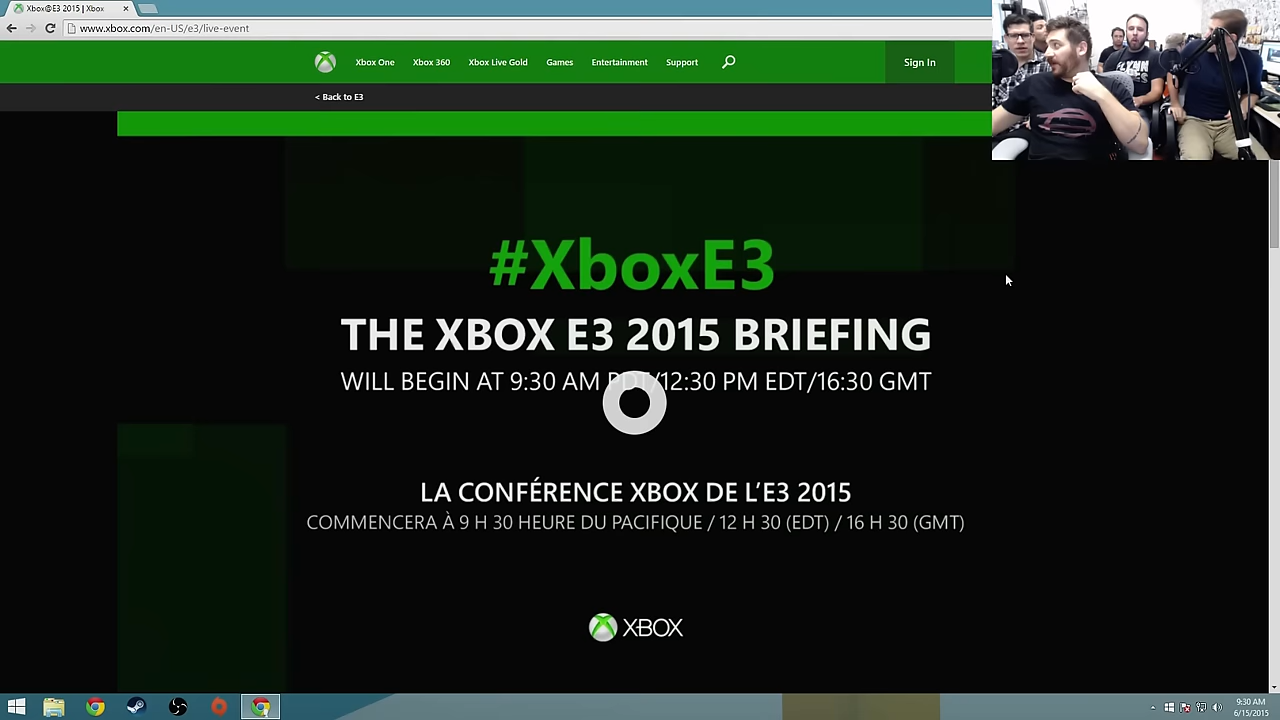 Xbox@E3 2015 | Xbox
www.xbox.com/en-US/e3/live-event
Xbox One Xbox 360 Xbox Live Gold Games Entertainment Support Sign In
< Back to E3
#XboxE3
THE XBOX E3 2015 BRIEFING
WILL BEGIN AT 9:30 AM PDT/12:30 PM EDT/16:30 GMT
LA CONFÉRENCE XBOX DE L'E3 2015
COMMENCERA À 9 H 30 HEURE DU PACIFIQUE / 12 H 30 (EDT) / 16 H 30 (GMT)
XBOX
9:30 AM
6/15/2015